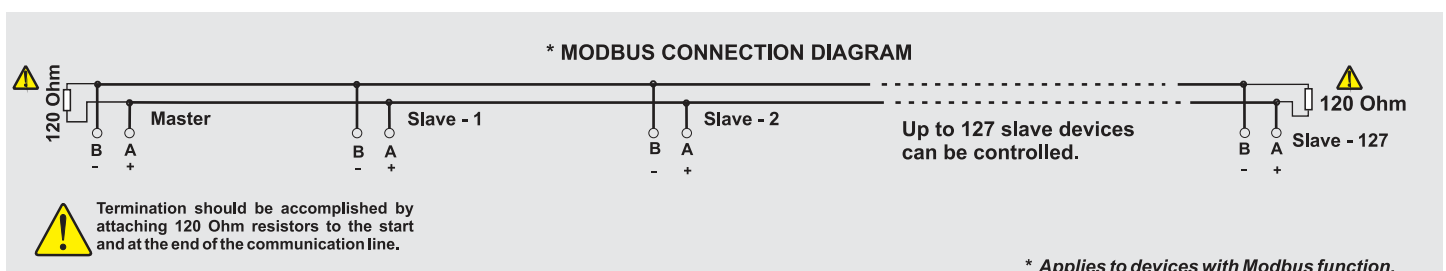 * MODBUS CONNECTION DIAGRAM
120 Ohm
B
-
A
+
Master
B
-
A
+
Slave - 1
B
-
A
+
Slave - 2
Up to 127 slave devices
can be controlled.
B
-
A
+
Slave - 127
120 Ohm
Termination should be accomplished by
attaching 120 Ohm resistors to the start
and at the end of the communication line.
* Applies to devices with Modbus function.